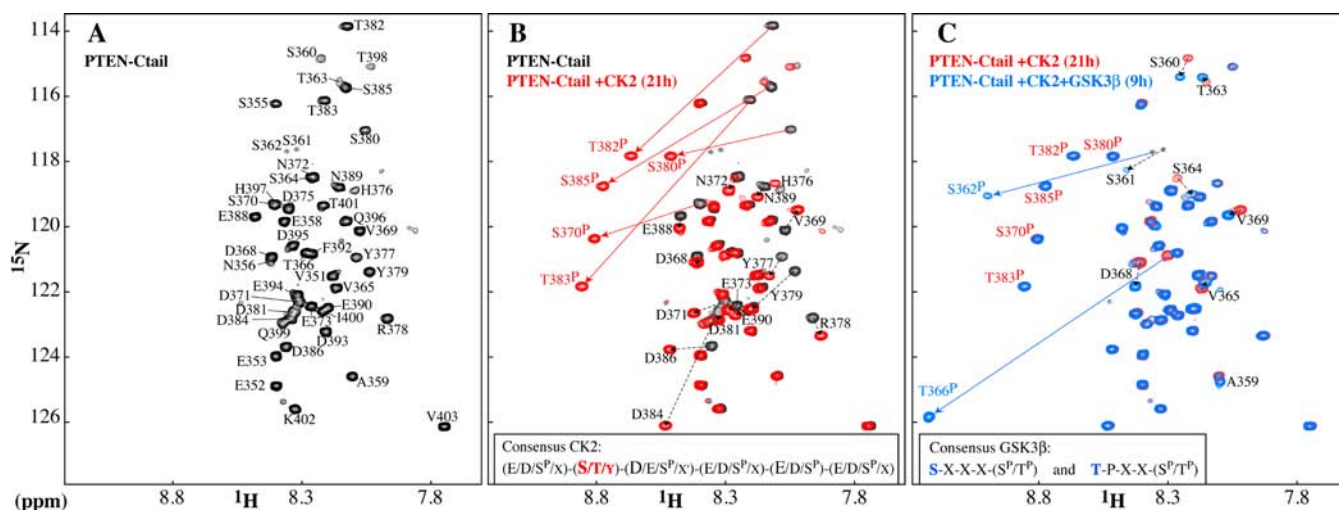 114
116
118
120
122
124
126
15N
(ppm)
A
PTEN-Ctail
T382
S360
T398
T363
S385
S355
T383
S380
S362
S361
N372
S364
N389
H397
D375
H376
S370
T401
E388
E358
Q396
D395
V369
D368
F392
N356
T366
Y377
V351
Y379
E394
V365
D371
E390
D381
I400
D384
E373
R378
Q399
D393
D386
E353
A359
E352
K402
V403
8.8
1H
8.3
7.8
B
PTEN-Ctail
PTEN-Ctail +CK2 (21h)
T382P
S380P
S385P
N372
H376
N389
V369
E388
S370P
D368
Y377
T383P
E373
Y379
D371
D381
E390
R378
D386
D384
Consensus CK2:
(E/D/SP/X)-(S/T/Y)-(D/E/SP/X')-(E/D/SP/X)-(E/D/SP)-(E/D/SP/X)
8.8
8.3
1H
7.8
C
PTEN-Ctail +CK2 (21h)
PTEN-Ctail +CK2+GSK3β (9h)
S360
T363
T382P
S380P
S364
S362P
S361
S385P
V369
S370P
D368
T383P
V365
T366P
A359
Consensus GSK3β:
S-X-X-X-(SP/TP) and T-P-X-X-(SP/TP)
8.8
1H
8.3
7.8